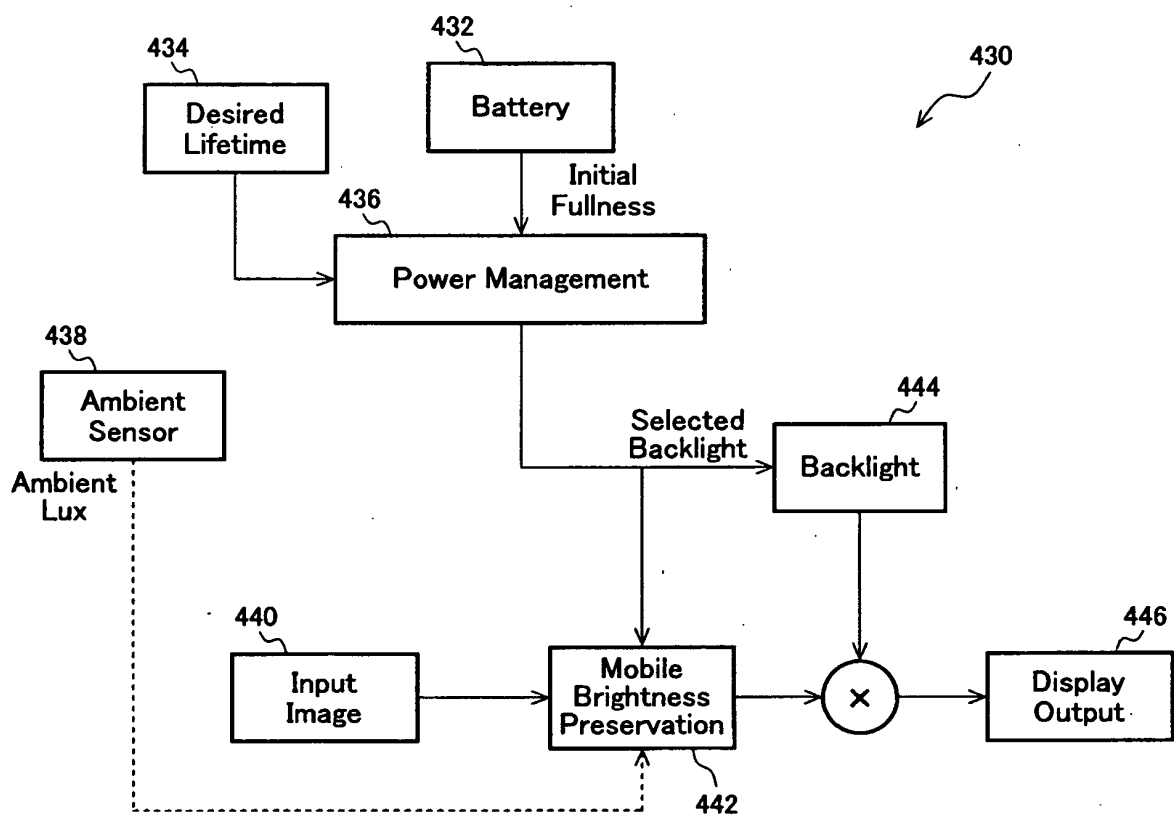 432
434
430
Battery
Desired
Lifetime
Initial
Fullness
436
Power Management
438
Ambient
Sensor
444
Selected
Backlight
Backlight
Ambient
Lux
440
446
Input
Image
Mobile
Brightness
Preservation
×
Display
Output
442